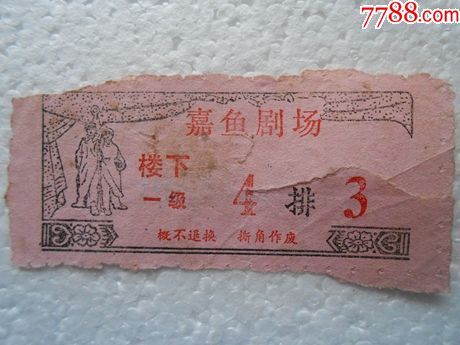 7788.com
嘉鱼剧场
楼下
一级 4 排 3
概不退换 撕角作废